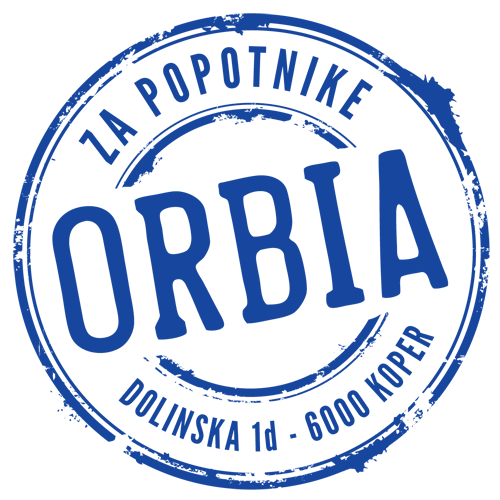 ZA POPOTNIKE
ORBIA
DOLINSKA 1d - 6000 KOPER